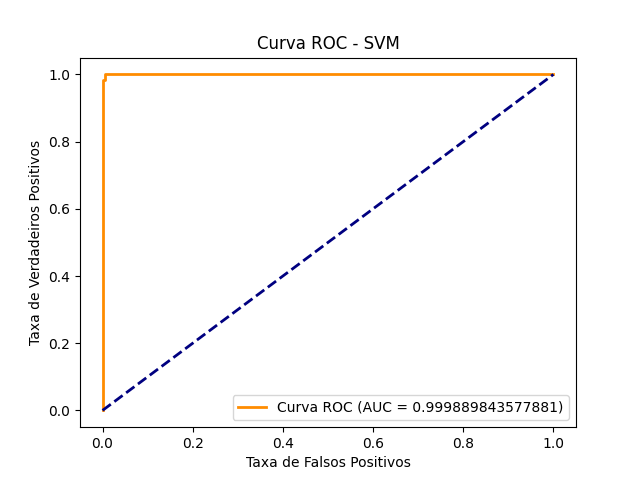 Curva ROC - SVM
1.0
0.8
0.6
0.4
0.2
0.0
Taxa de Verdadeiros Positivos
Curva ROC (AUC = 0.999889843577881)
0.0 0.2 0.4 0.6 0.8 1.0
Taxa de Falsos Positivos